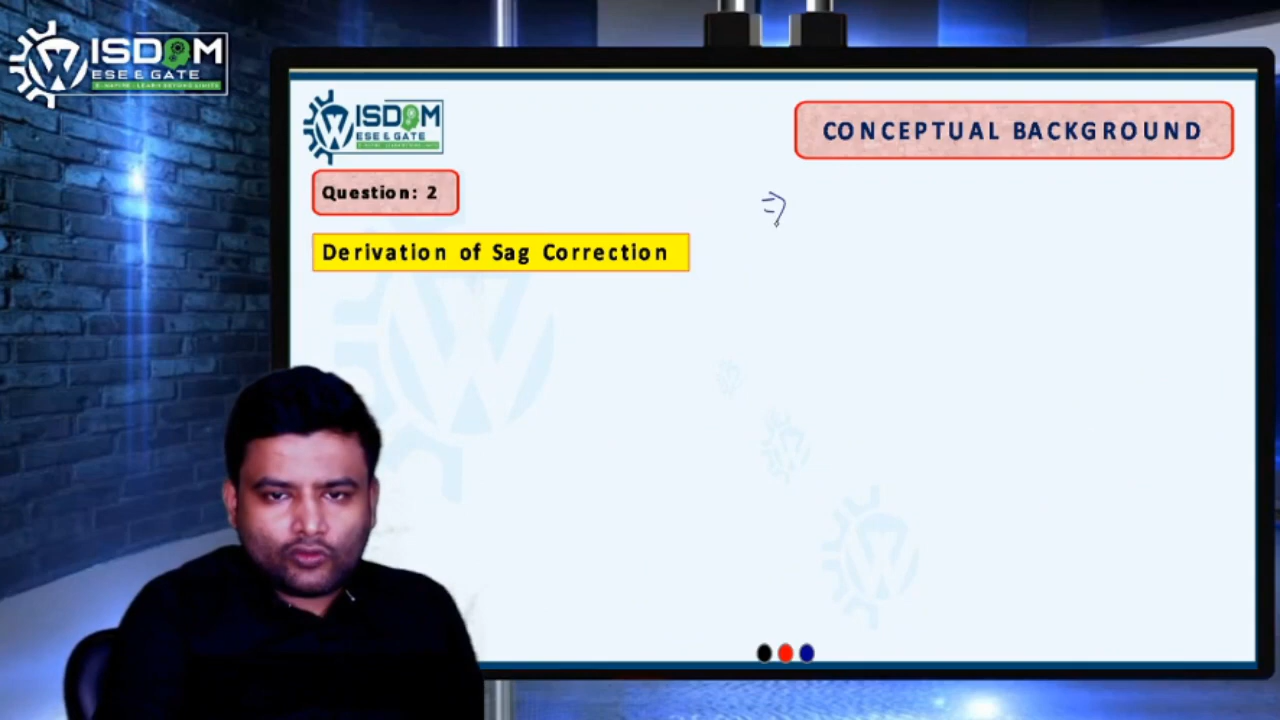 ISDOM
ESE & GATE
ISDOM
ESE & GATE
CONCEPTUAL BACKGROUND
Question: 2
Derivation of Sag Correction